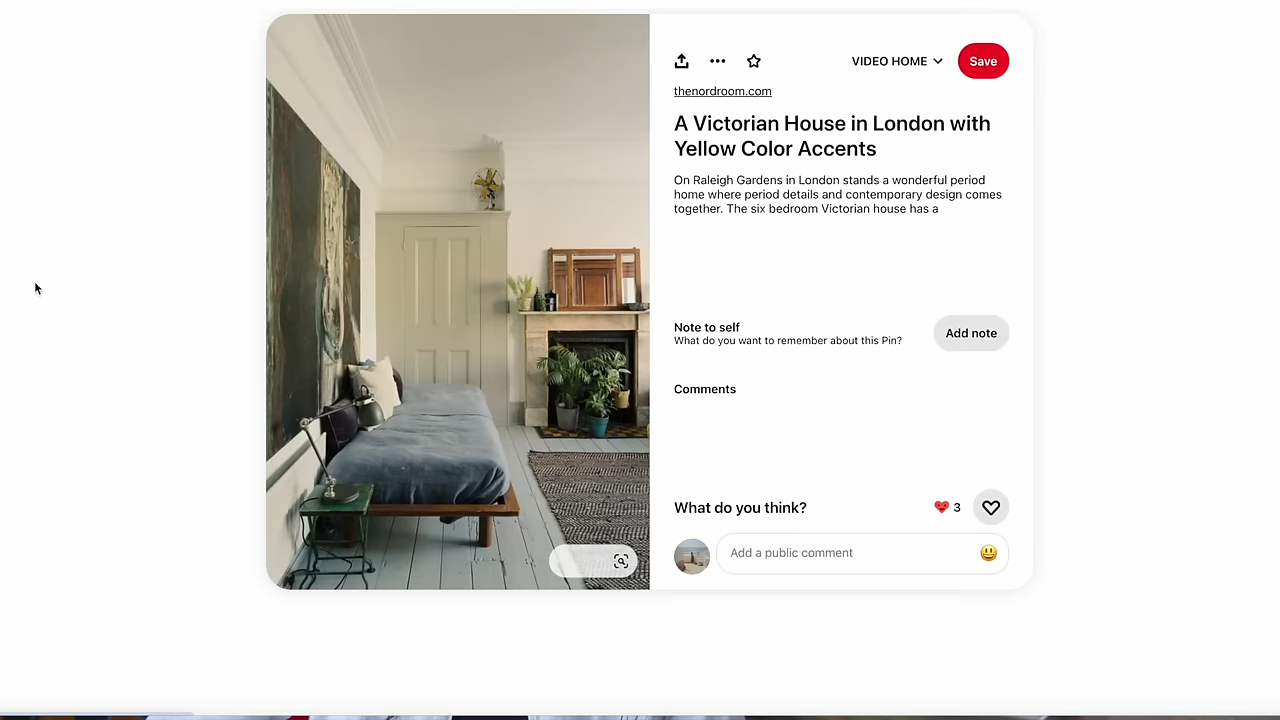 VIDEO HOME
Save
thenordroom.com
A Victorian House in London with
Yellow Color Accents
On Raleigh Gardens in London stands a wonderful period
home where period details and contemporary design comes
together. The six bedroom Victorian house has a
Note to self
What do you want to remember about this Pin?
Add note
Comments
What do you think?
3
Add a public comment